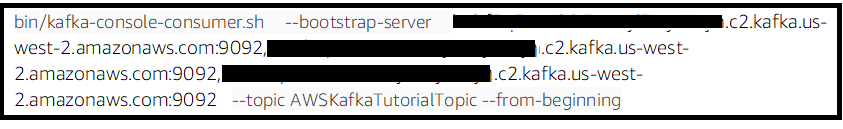 bin/kafka-console-consumer.sh --bootstrap-server .c2.kafka.us-
west-2.amazonaws.com:9092, .c2.kafka.us-west-
2.amazonaws.com:9092, .c2.kafka.us-west-
2.amazonaws.com:9092 --topic AWSKafkaTutorialTopic --from-beginning